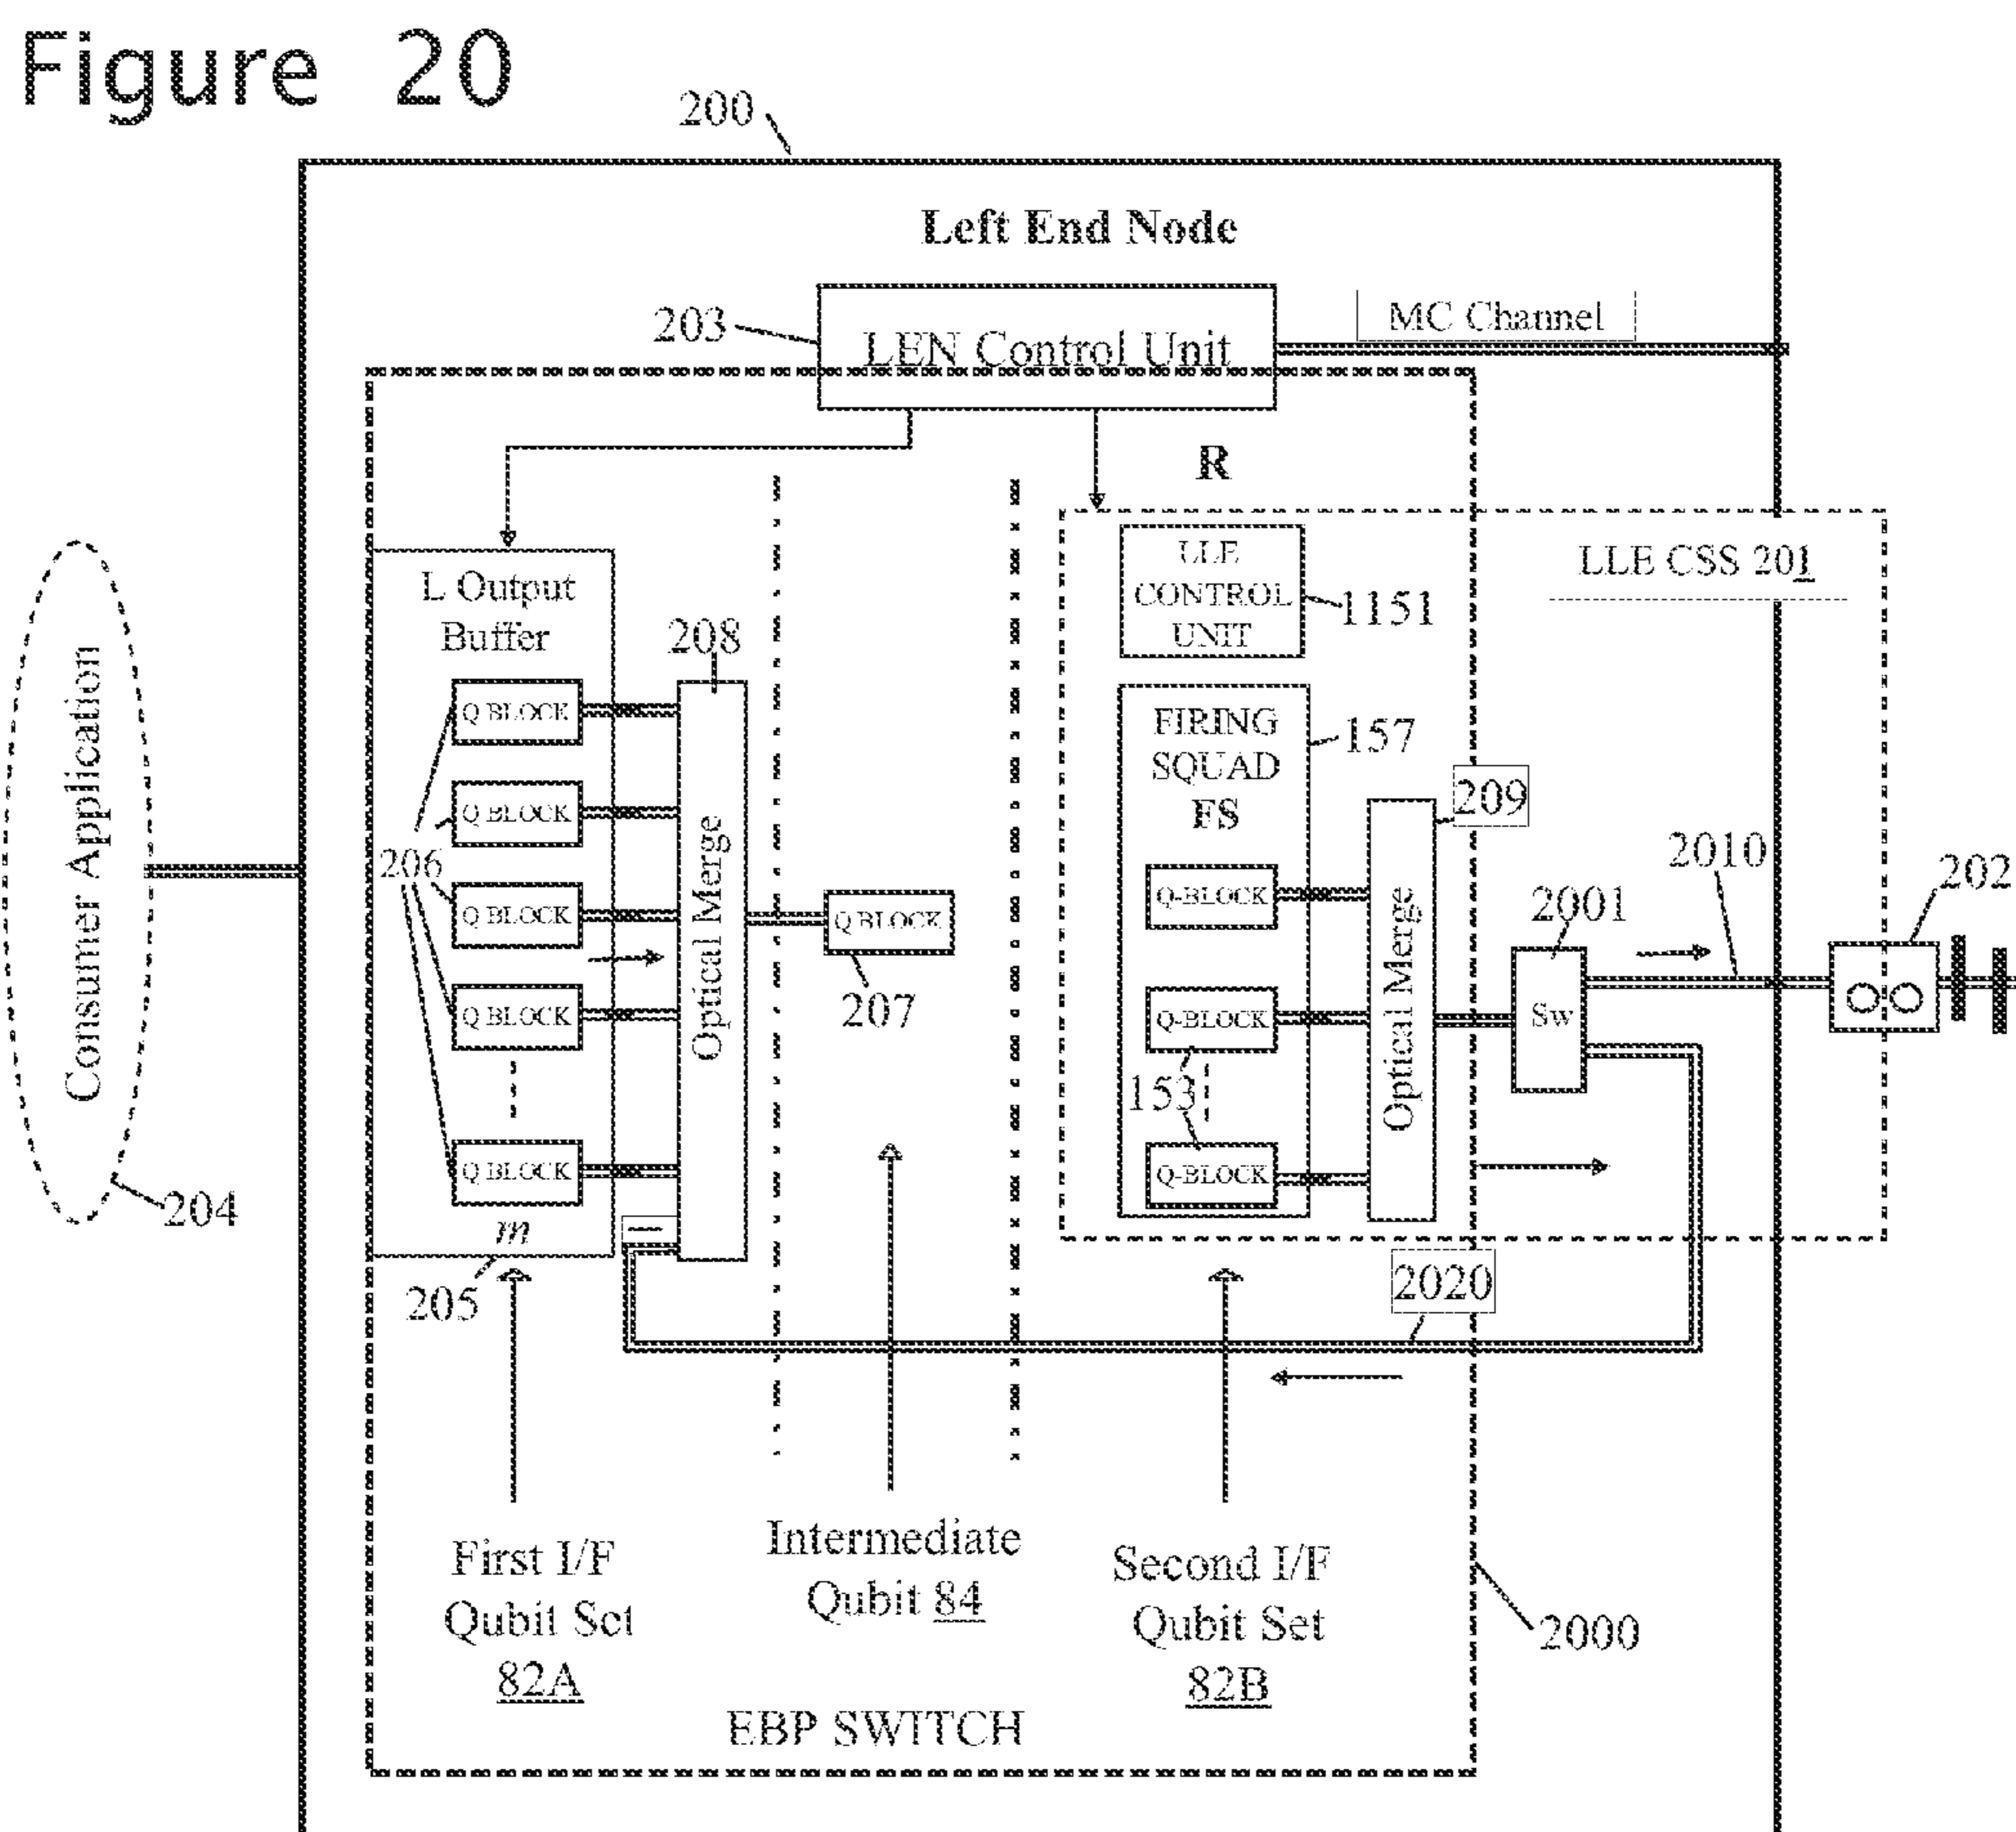 Figure 20
200
Left End Node
203
LEN Control Unit
MC Channel
R
LLE
CONTROL
UNIT
1151
LLE CSS 201
L Output
Buffer
208
Q BLOCK
Q BLOCK
Q BLOCK
Q BLOCK
Q BLOCK
m
206
205
Optical Merge
Q BLOCK
207
FIRING
SQUAD
FS
157
Q-BLOCK
Q-BLOCK
153
Q-BLOCK
209
Optical Merge
2001
Sw
2010
202
Consumer Application
204
2020
First I/F
Qubit Set
82A
Intermediate
Qubit 84
Second I/F
Qubit Set
82B
2000
EBP SWITCH